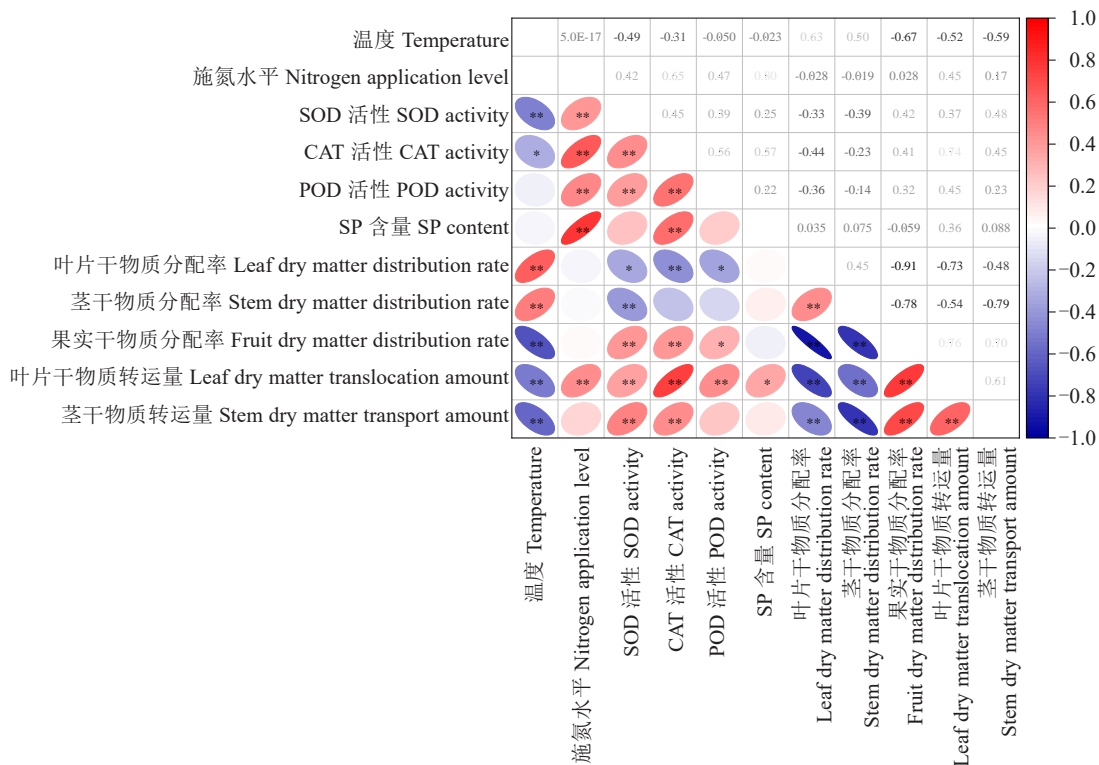 1.0
温度 Temperature 5.0E-17 -0.49 -0.31 -0.050 -0.023 0.63 0.50 -0.67 -0.52 -0.59
0.8
施氮水平 Nitrogen application level 0.42 0.65 0.47 0.80 -0.028 -0.019 0.028 0.45 0.17
SOD 活性 SOD activity ** ** 0.45 0.39 0.25 -0.33 -0.39 0.42 0.37 0.48
0.6
CAT 活性 CAT activity * ** ** 0.56 0.57 -0.44 -0.23 0.41 0.74 0.45
0.4
POD 活性 POD activity ** ** ** 0.22 -0.36 -0.14 0.32 0.45 0.23
0.2
SP 含量 SP content ** ** 0.035 0.075 -0.059 0.36 0.088
0.0
叶片干物质分配率 Leaf dry matter distribution rate ** * ** * 0.45 -0.91 -0.73 -0.48
-0.2
茎干物质分配率 Stem dry matter distribution rate ** ** ** -0.78 -0.54 -0.79
-0.4
果实干物质分配率 Fruit dry matter distribution rate ** ** ** * ** ** 0.76 0.70
-0.6
叶片干物质转运量 Leaf dry matter translocation amount ** ** ** ** ** * ** ** ** 0.61
-0.8
茎干物质转运量 Stem dry matter transport amount ** ** ** ** ** ** **
−1.0
温度 Temperature
施氮水平 Nitrogen application level
SOD 活性 SOD activity
CAT 活性 CAT activity
POD 活性 POD activity
SP 含量 SP content
叶片干物质分配率
Leaf dry matter distribution rate
茎干物质分配率
Stem dry matter distribution rate
果实干物质分配率
Fruit dry matter distribution rate
叶片干物质转运量
Leaf dry matter translocation amount
茎干物质转运量
Stem dry matter transport amount